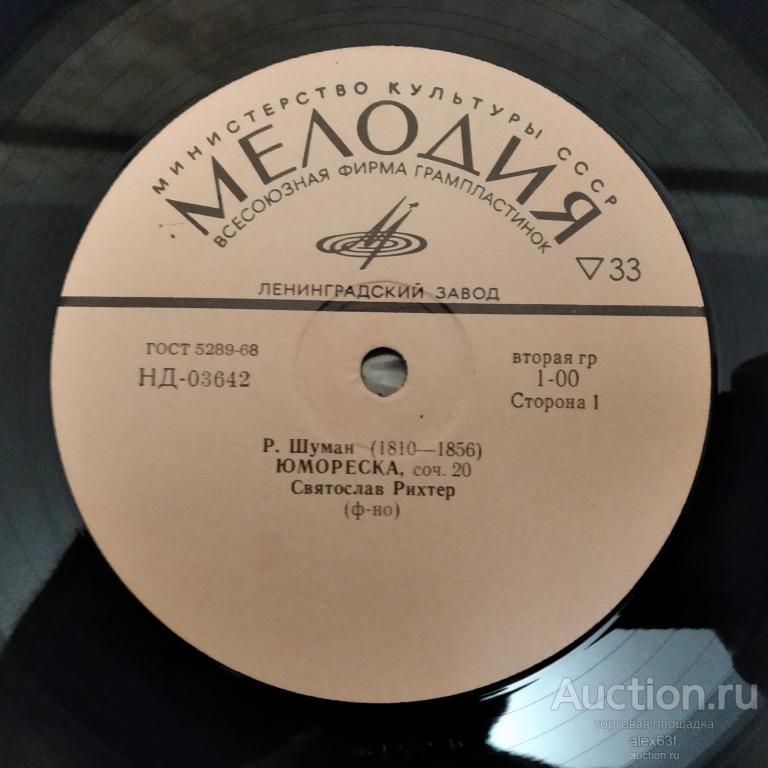 МИНИСТЕРСТВО КУЛЬТУРЫ СССР
МЕЛОДИЯ
ВСЕСОЮЗНАЯ ФИРМА ГРАМПЛАСТИНОК
▽33
ЛЕНИНГРАДСКИЙ ЗАВОД
ГОСТ 5289-68
НД-03642
вторая гр
1-00
Сторона 1
Р. Шуман (1810—1856)
ЮМОРЕСКА, соч. 20
Святослав Рихтер
(ф-но)
Auction.ru
торговая площадка
alex63f
auction.ru